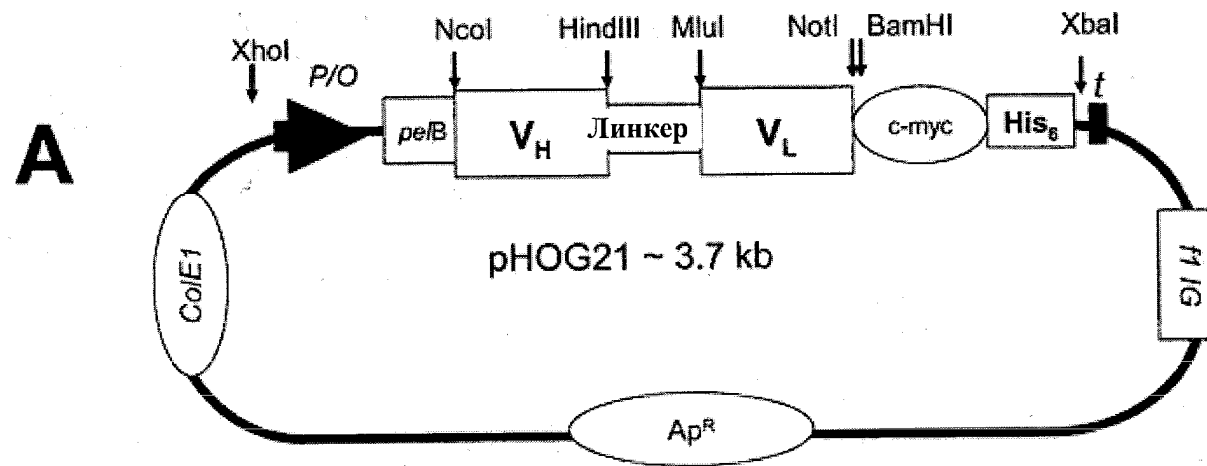 A
XhoI
P/O
NcoI
HindIII
MluI
NotI
BamHI
XbaI
t
pelB
VH
Линкер
VL
c-myc
His6
ColE1
pHOG21 ~ 3.7 kb
f1 IG
ApR